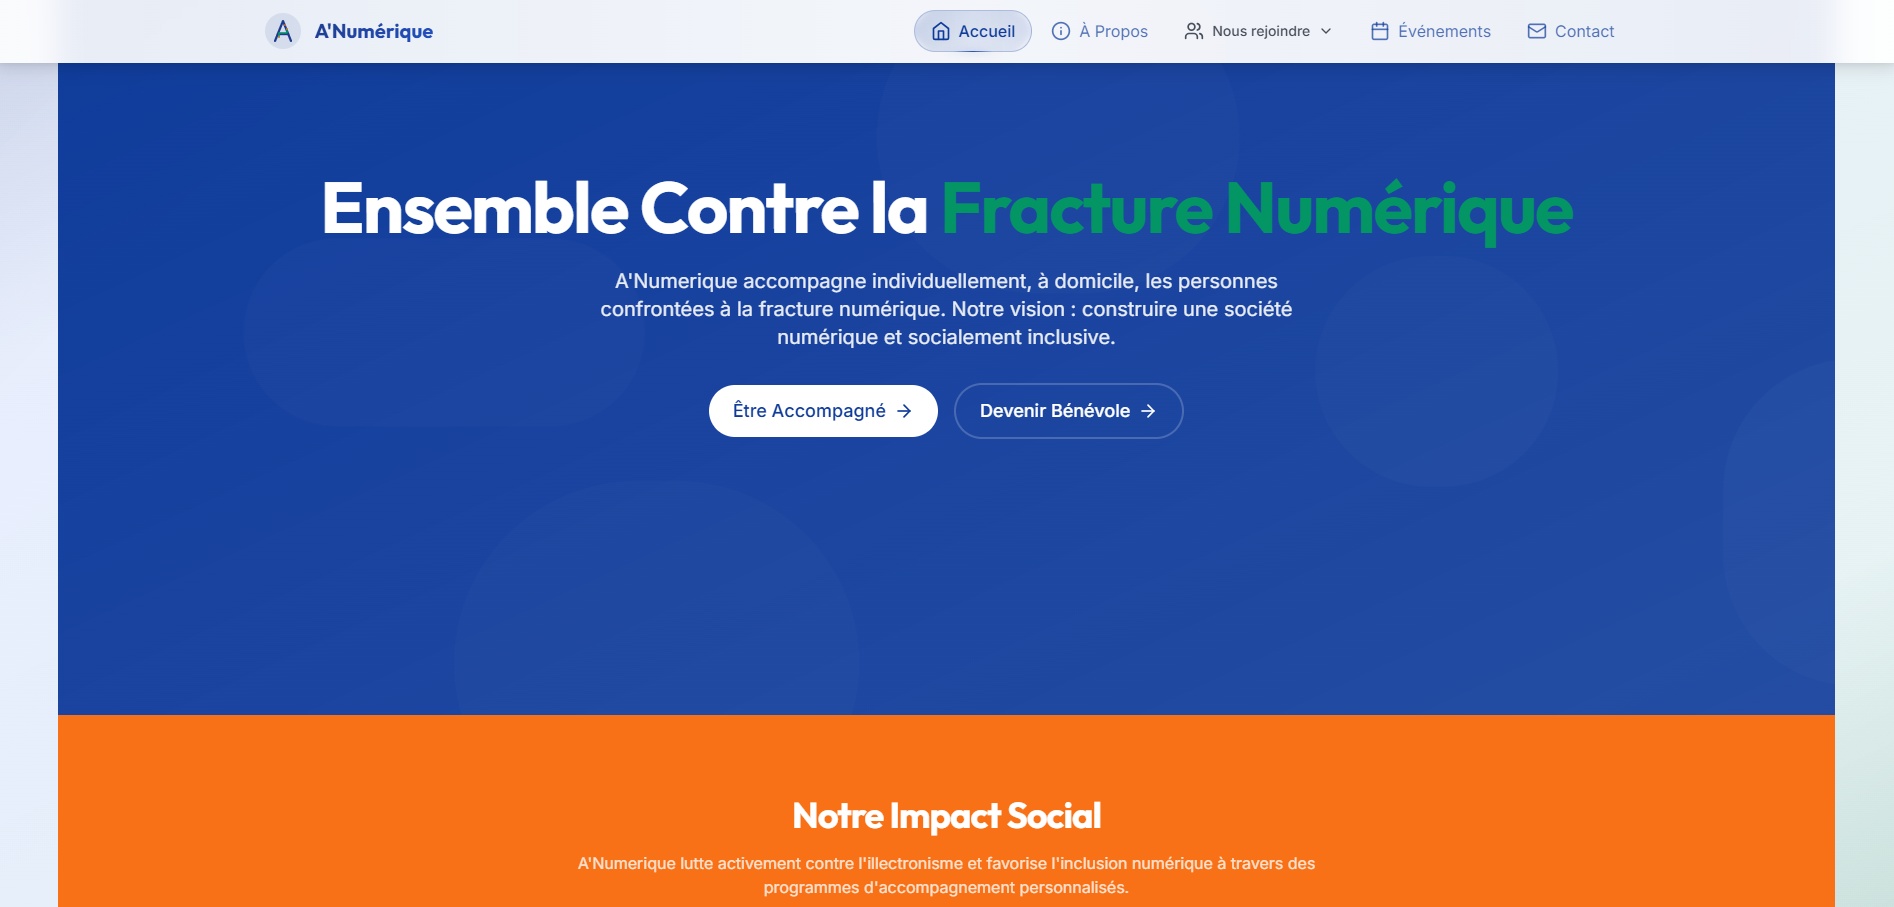 A'Numérique
Accueil
À Propos
Nous rejoindre
Événements
Contact
Ensemble Contre la Fracture Numérique
A'Numerique accompagne individuellement, à domicile, les personnes
confrontées à la fracture numérique. Notre vision : construire une société
numérique et socialement inclusive.
Être Accompagné
Devenir Bénévole
Notre Impact Social
A'Numerique lutte activement contre l'illectronisme et favorise l'inclusion numérique à travers des
programmes d'accompagnement personnalisés.